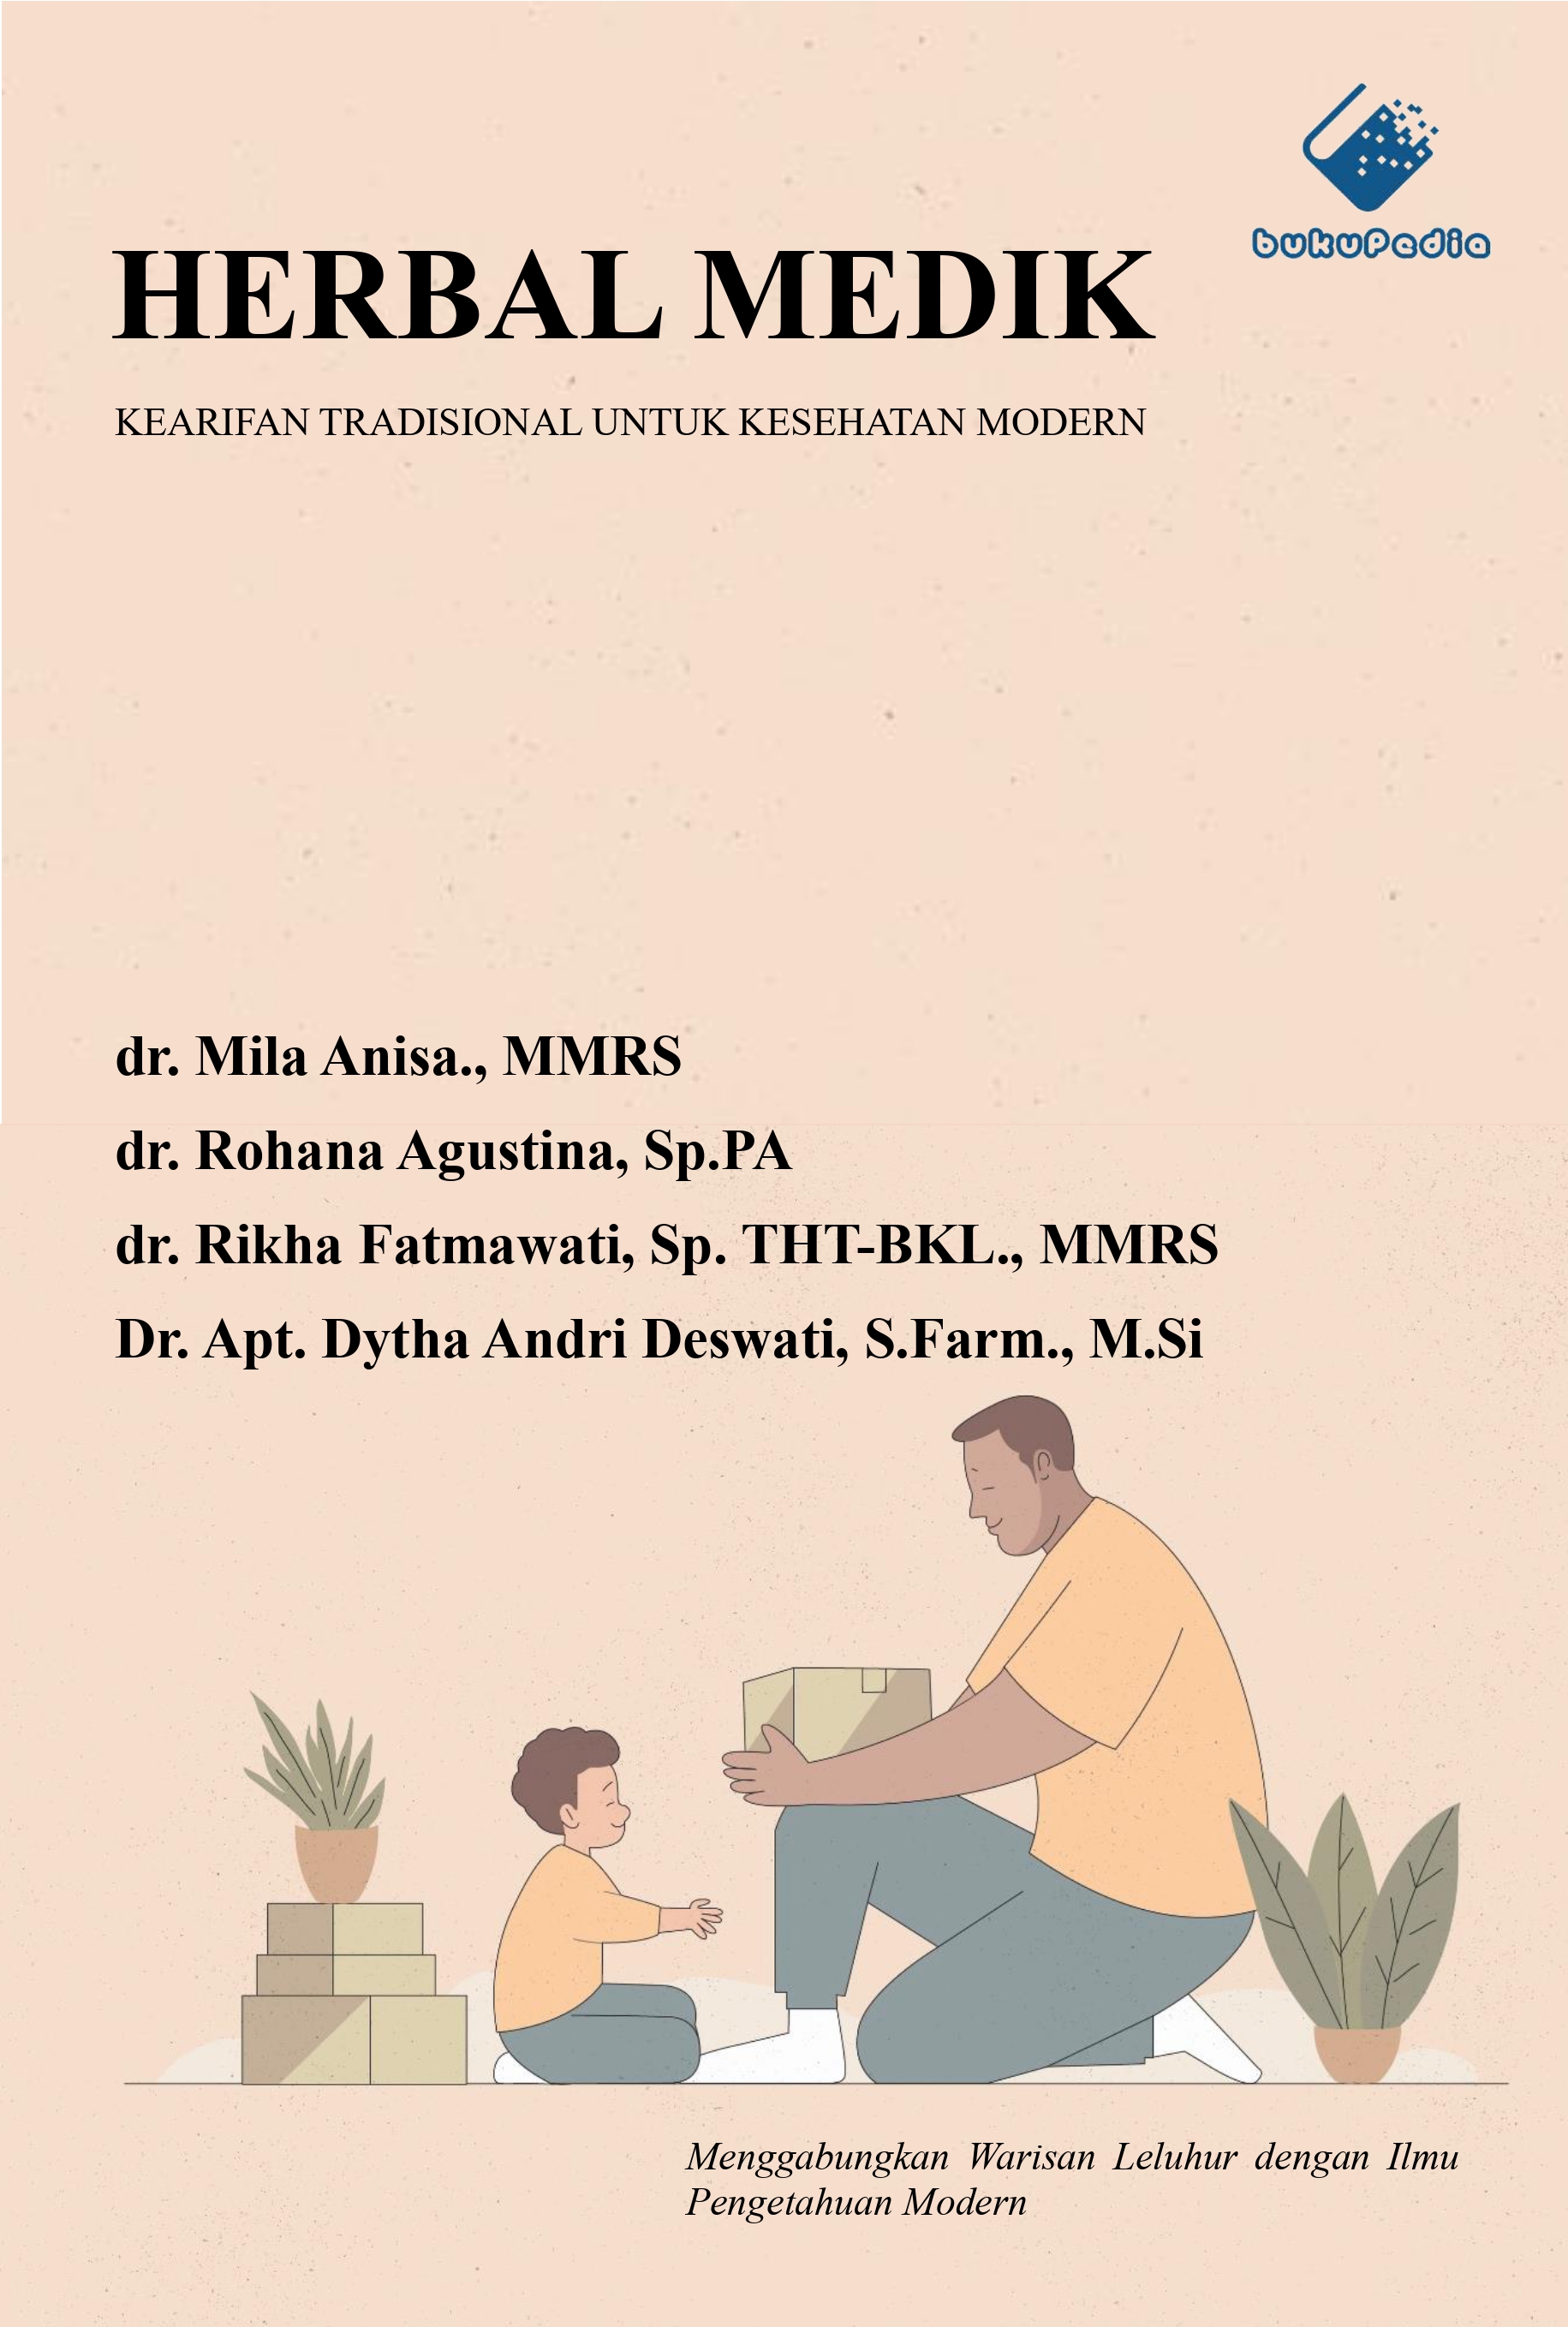 bukuPedia
HERBAL MEDIK
KEARIFAN TRADISIONAL UNTUK KESEHATAN MODERN
dr. Mila Anisa., MMRS
dr. Rohana Agustina, Sp.PA
dr. Rikha Fatmawati, Sp. THT-BKL., MMRS
Dr. Apt. Dytha Andri Deswati, S.Farm., M.Si
Menggabungkan Warisan Leluhur dengan Ilmu
Pengetahuan Modern